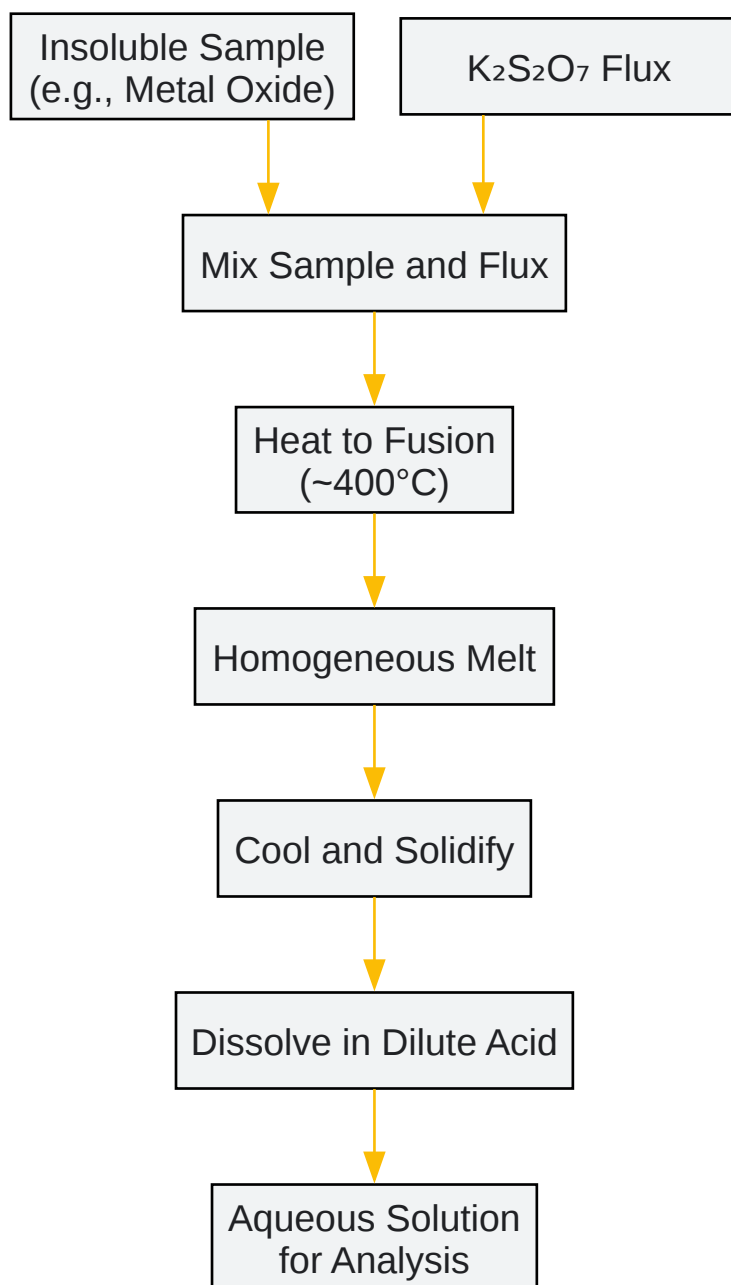 Insoluble Sample
(e.g., Metal Oxide)
K₂S₂O₇ Flux
Mix Sample and Flux
Heat to Fusion
(~400°C)
Homogeneous Melt
Cool and Solidify
Dissolve in Dilute Acid
Aqueous Solution
for Analysis